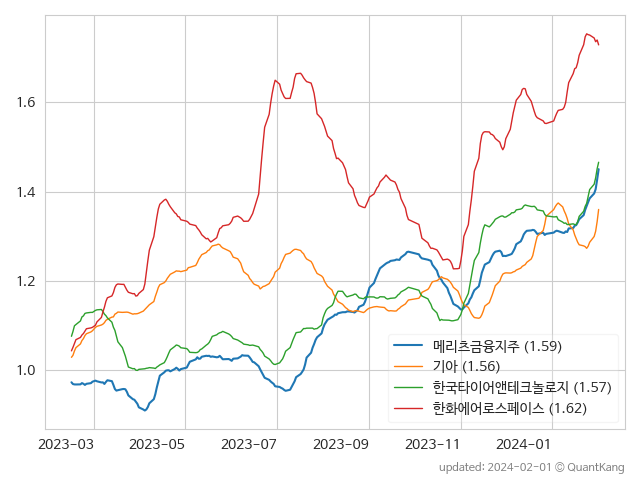 1.6
1.4
1.2
1.0
메리츠금융지주 (1.59)
기아 (1.56)
한국타이어앤테크놀로지 (1.57)
한화에어로스페이스 (1.62)
2023-03 2023-05 2023-07 2023-09 2023-11 2024-01
updated: 2024-02-01 © QuantKang